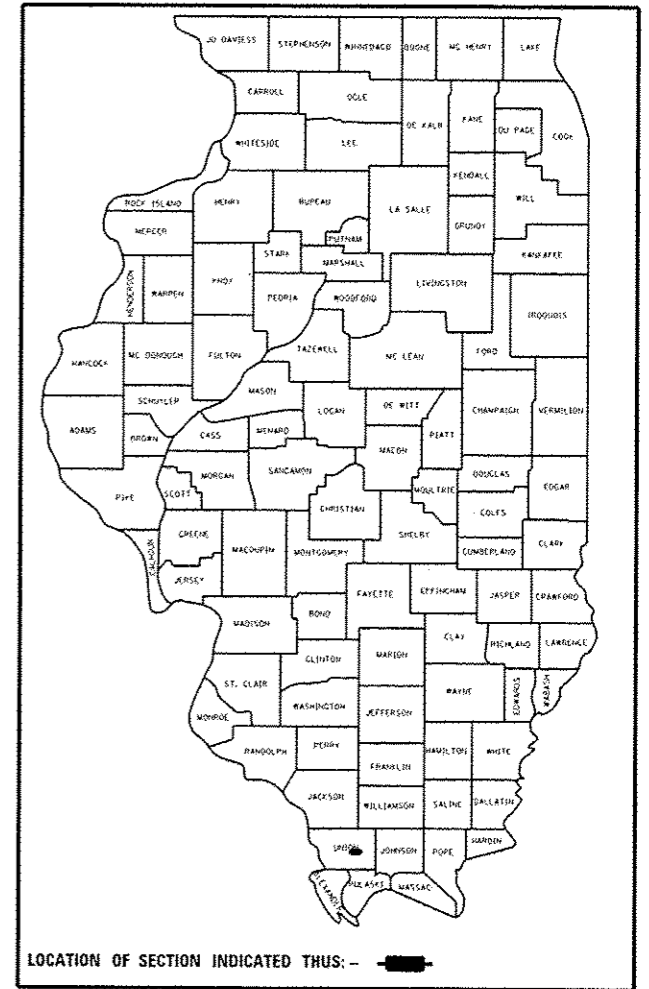 JO DAVIESS STEPHENSON WINNEBAGO BOONE MC HENRY LAKE
CARROLL OGLE DE KALB KANE DU PAGE COOK
WHITESIDE LEE
KENDALL
ROCK ISLAND HENRY BUREAU LA SALLE GRUNDY WILL
MERCER PUTNAM KANKAKEE
STARK MARSHALL
HENDERSON WARREN KNOX PEORIA WOODFORD LIVINGSTON IROQUOIS
HANCOCK MC DONOUGH FULTON TAZEWELL MC LEAN FORD
MASON
SCHUYLER LOGAN DE WITT CHAMPAIGN VERMILION
ADAMS BROWN CASS MENARD MACON PIATT
MORGAN SANGAMON DOUGLAS EDGAR
PIKE SCOTT CHRISTIAN MOULTRIE COLES
CALHOUN GREENE MACOUPIN MONTGOMERY SHELBY CUMBERLAND CLARK
JERSEY
FAYETTE EFFINGHAM JASPER CRAWFORD
MADISON BOND
CLAY RICHLAND LAWRENCE
CLINTON MARION
ST. CLAIR WAYNE EDWARDS WABASH
WASHINGTON JEFFERSON
MONROE
RANDOLPH PERRY HAMILTON WHITE
FRANKLIN
JACKSON WILLIAMSON SALINE GALLATIN
UNION JOHNSON POPE HARDIN
ALEXANDER PULASKI MASSAC
LOCATION OF SECTION INDICATED THUS: -